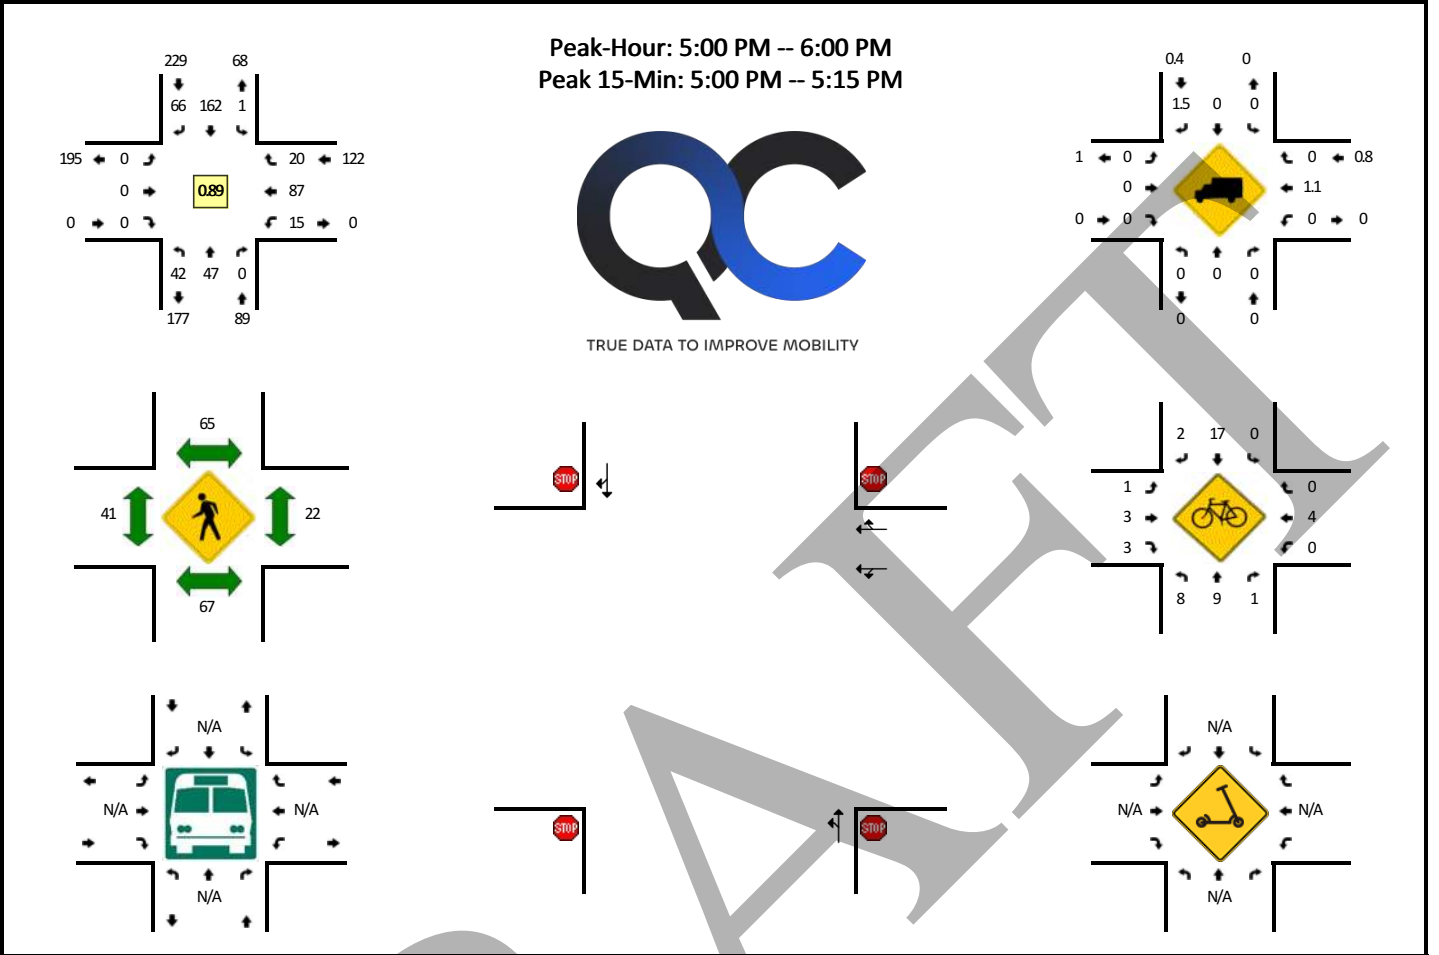 Peak-Hour: 5:00 PM -- 6:00 PM
Peak 15-Min: 5:00 PM -- 5:15 PM
229 68
66 162 1
195 0 20 122
0 0.89 87
0 0 15 0
42 47 0
177 89
QC
TRUE DATA TO IMPROVE MOBILITY
0.4 0
1.5 0 0
1 0 0 0.8
0 1.1
0 0 0 0
0 0 0
0 0
65
41 22
67
STOP STOP
STOP STOP
2 17 0
1 0
3 4
3 0
8 9 1
N/A
N/A N/A
N/A
N/A
N/A N/A
N/A
DRAFT